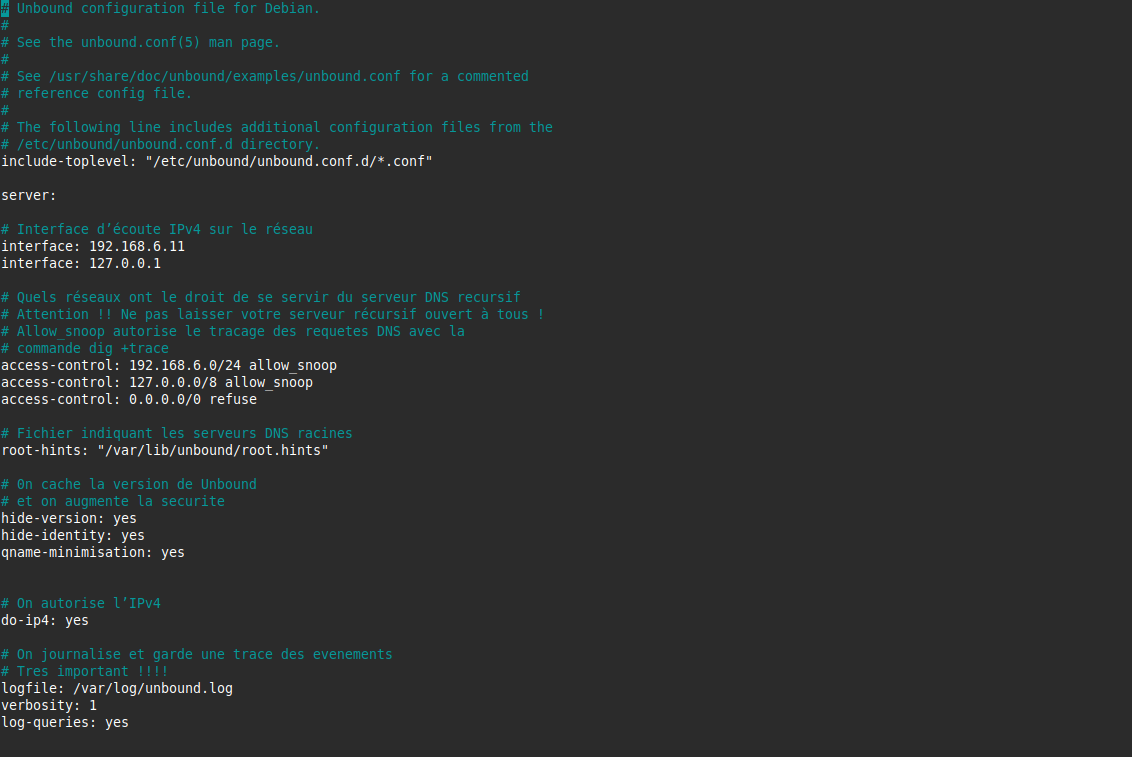 # Unbound configuration file for Debian.
#
# See the unbound.conf(5) man page.
#
# See /usr/share/doc/unbound/examples/unbound.conf for a commented
# reference config file.
#
# The following line includes additional configuration files from the
# /etc/unbound/unbound.conf.d directory.
include-toplevel: "/etc/unbound/unbound.conf.d/*.conf"
server:
# Interface d’écoute IPv4 sur le réseau
interface: 192.168.6.11
interface: 127.0.0.1
# Quels réseaux ont le droit de se servir du serveur DNS recursif
# Attention !! Ne pas laisser votre serveur récursif ouvert à tous !
# Allow_snoop autorise le tracage des requetes DNS avec la
# commande dig +trace
access-control: 192.168.6.0/24 allow_snoop
access-control: 127.0.0.0/8 allow_snoop
access-control: 0.0.0.0/0 refuse
# Fichier indiquant les serveurs DNS racines
root-hints: "/var/lib/unbound/root.hints"
# 0n cache la version de Unbound
# et on augmente la securite
hide-version: yes
hide-identity: yes
qname-minimisation: yes
# On autorise l’IPv4
do-ip4: yes
# On journalise et garde une trace des evenements
# Tres important !!!!
logfile: /var/log/unbound.log
verbosity: 1
log-queries: yes